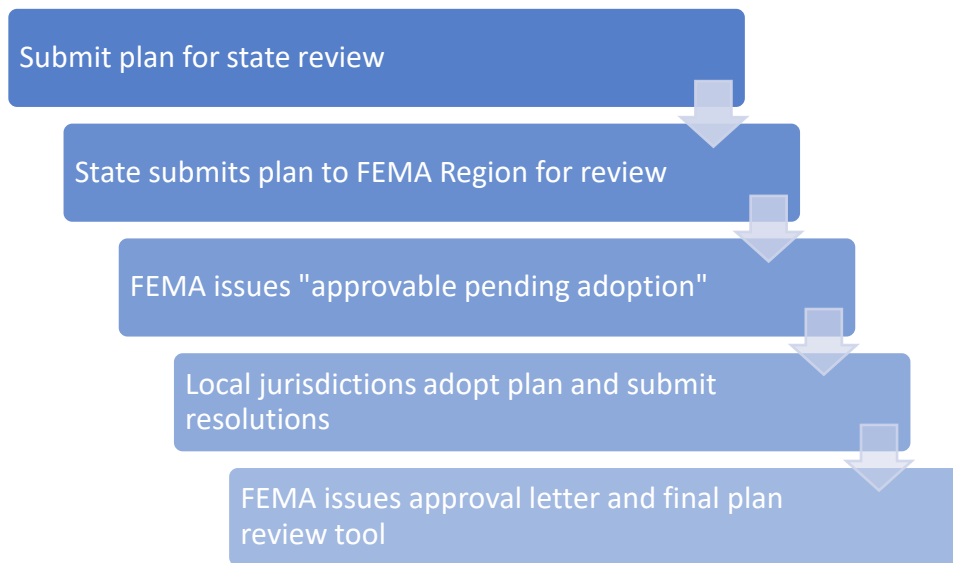 Submit plan for state review
State submits plan to FEMA Region for review
FEMA issues "approvable pending adoption"
Local jurisdictions adopt plan and submit
resolutions
FEMA issues approval letter and final plan
review tool